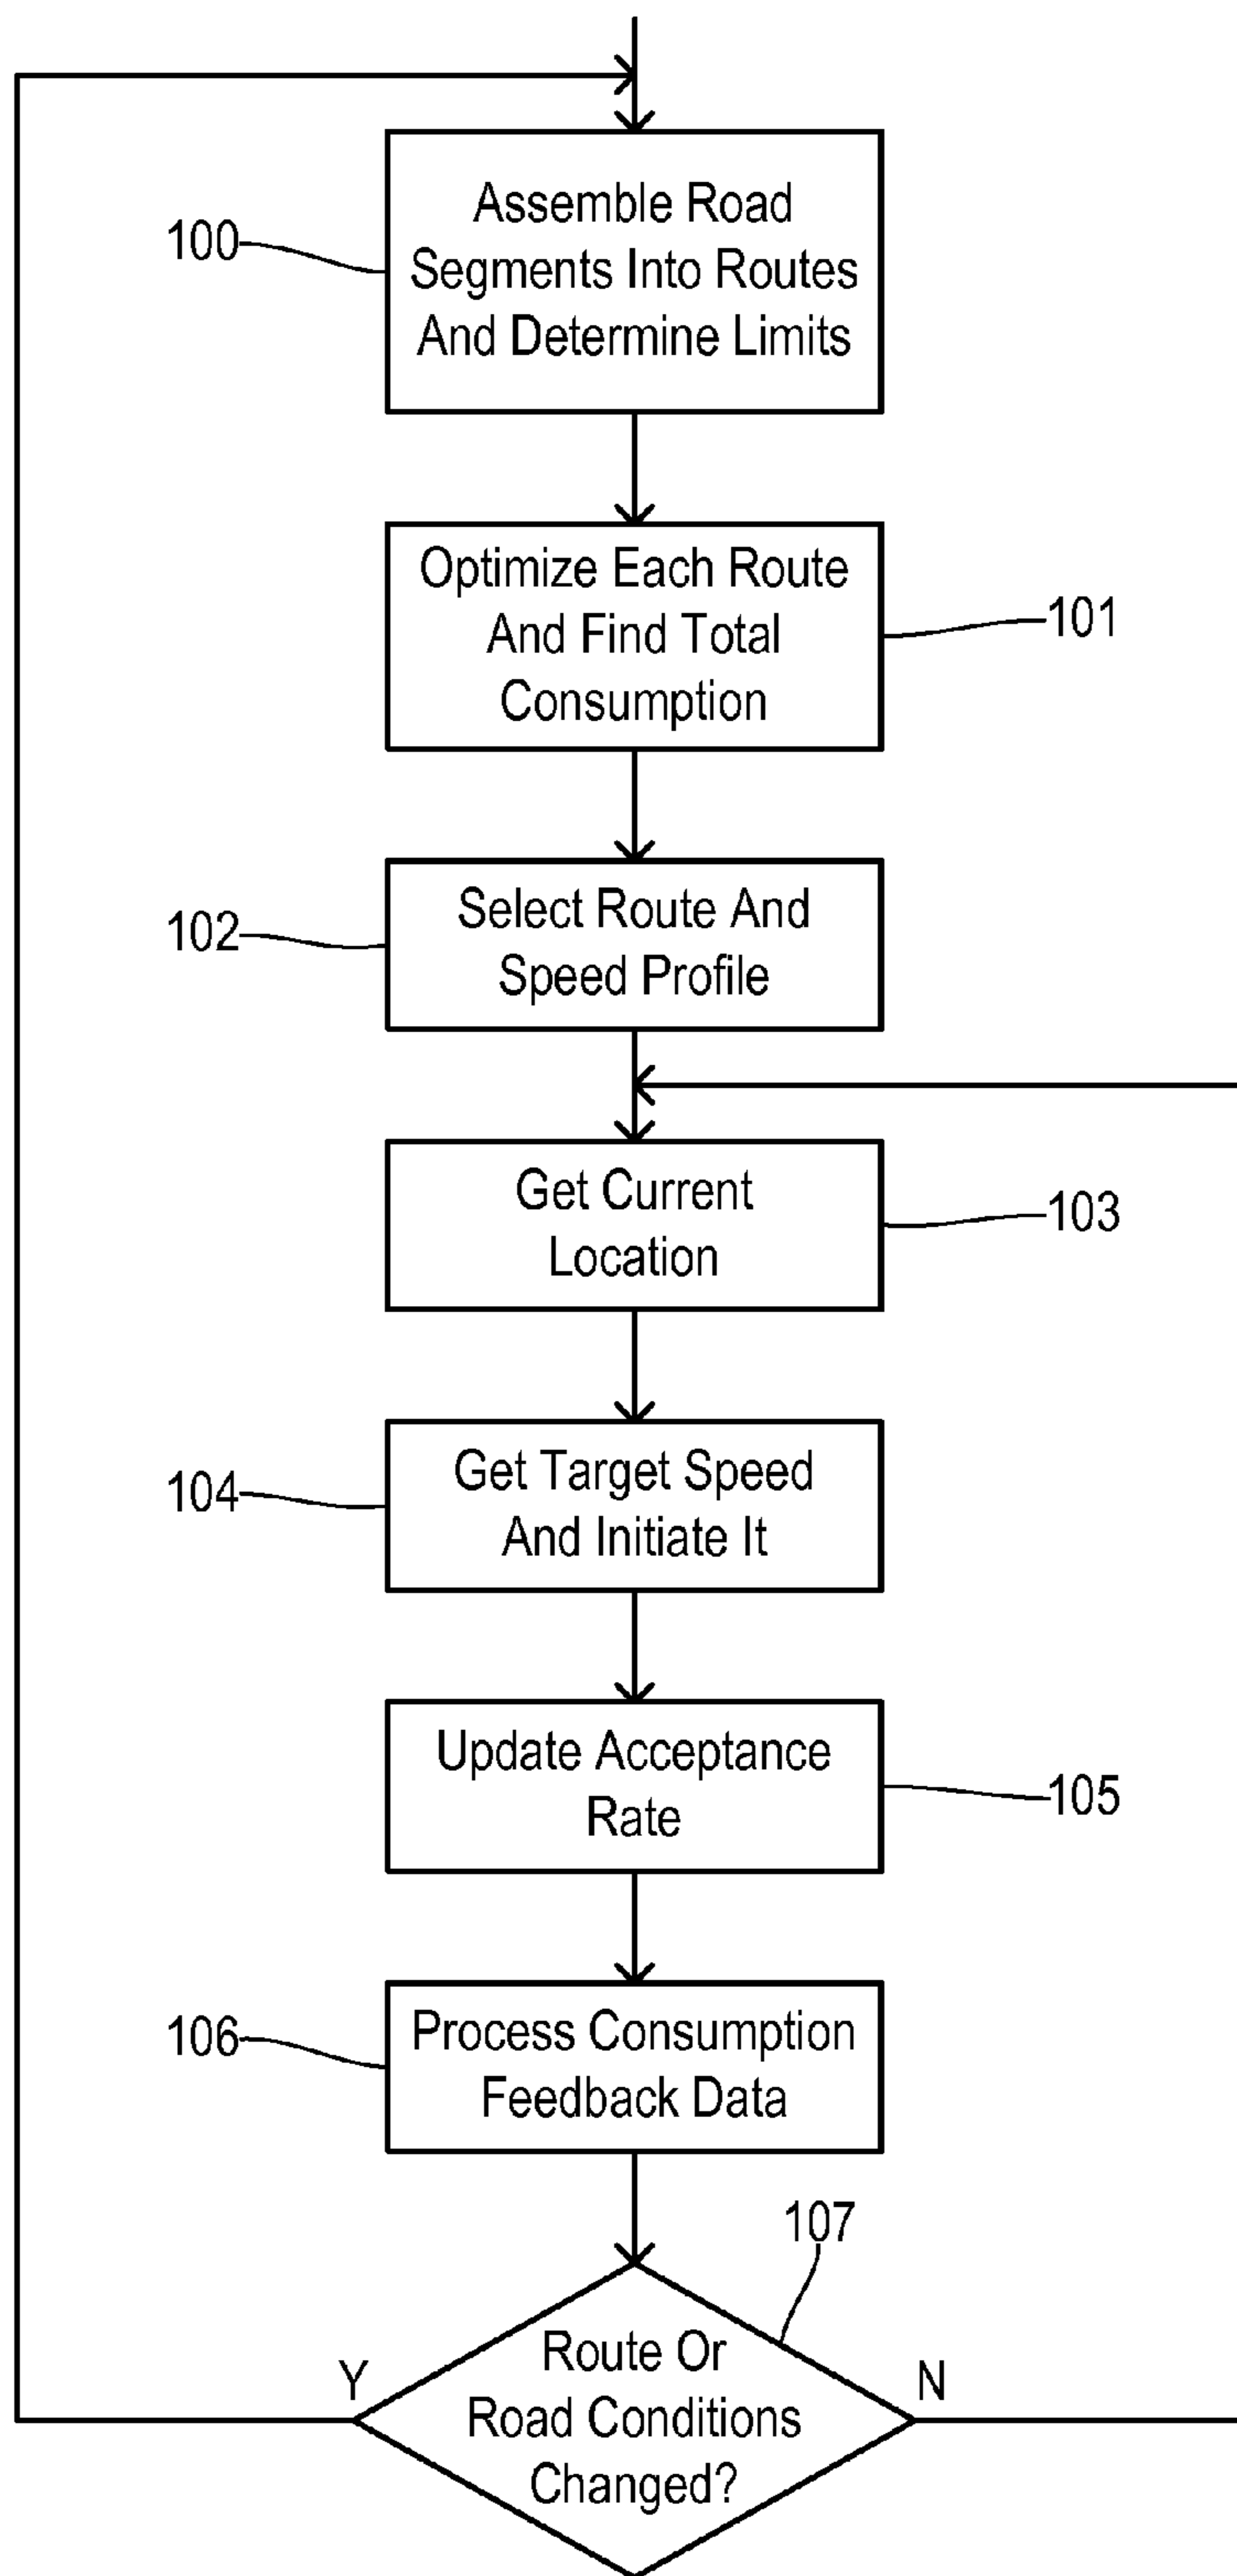 Assemble Road
Segments Into Routes
And Determine Limits
100
Optimize Each Route
And Find Total
Consumption
101
Select Route And
Speed Profile
102
Get Current
Location
103
Get Target Speed
And Initiate It
104
Update Acceptance
Rate
105
Process Consumption
Feedback Data
106
107
Route Or
Road Conditions
Changed?
Y
N